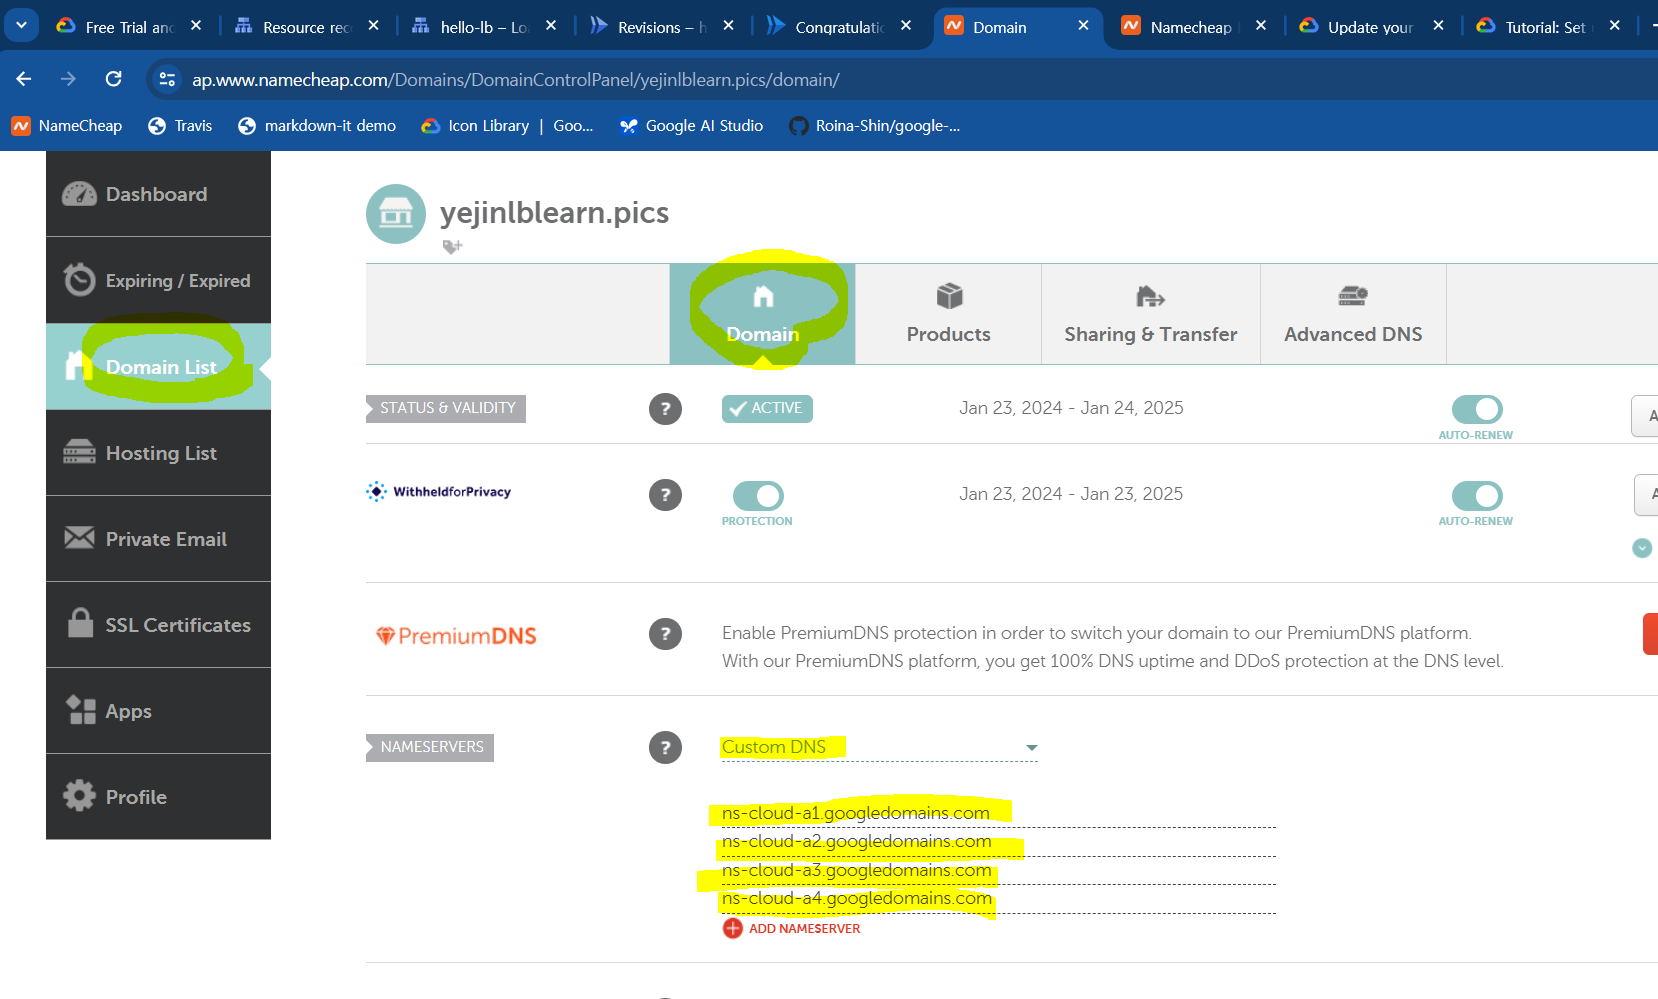 Free Trial and
Resource rec
hello-lb – Lo
Revisions – h
Congratulati
Domain
Namecheap
Update your
Tutorial: Set
ap.www.namecheap.com/Domains/DomainControlPanel/yejinlblearn.pics/domain/
NameCheap
Travis
markdown-it demo
Icon Library | Goo...
Google AI Studio
Roina-Shin/google-...
Dashboard
Expiring / Expired
Domain List
Hosting List
Private Email
SSL Certificates
Apps
Profile
yejinlblearn.pics
Domain
Products
Sharing & Transfer
Advanced DNS
STATUS & VALIDITY
?
ACTIVE
Jan 23, 2024 - Jan 24, 2025
AUTO-RENEW
A
WithheldforPrivacy
?
PROTECTION
Jan 23, 2024 - Jan 23, 2025
AUTO-RENEW
A
PremiumDNS
?
Enable PremiumDNS protection in order to switch your domain to our PremiumDNS platform.
With our PremiumDNS platform, you get 100% DNS uptime and DDoS protection at the DNS level.
NAMESERVERS
?
Custom DNS
ns-cloud-a1.googledomains.com
ns-cloud-a2.googledomains.com
ns-cloud-a3.googledomains.com
ns-cloud-a4.googledomains.com
ADD NAMESERVER